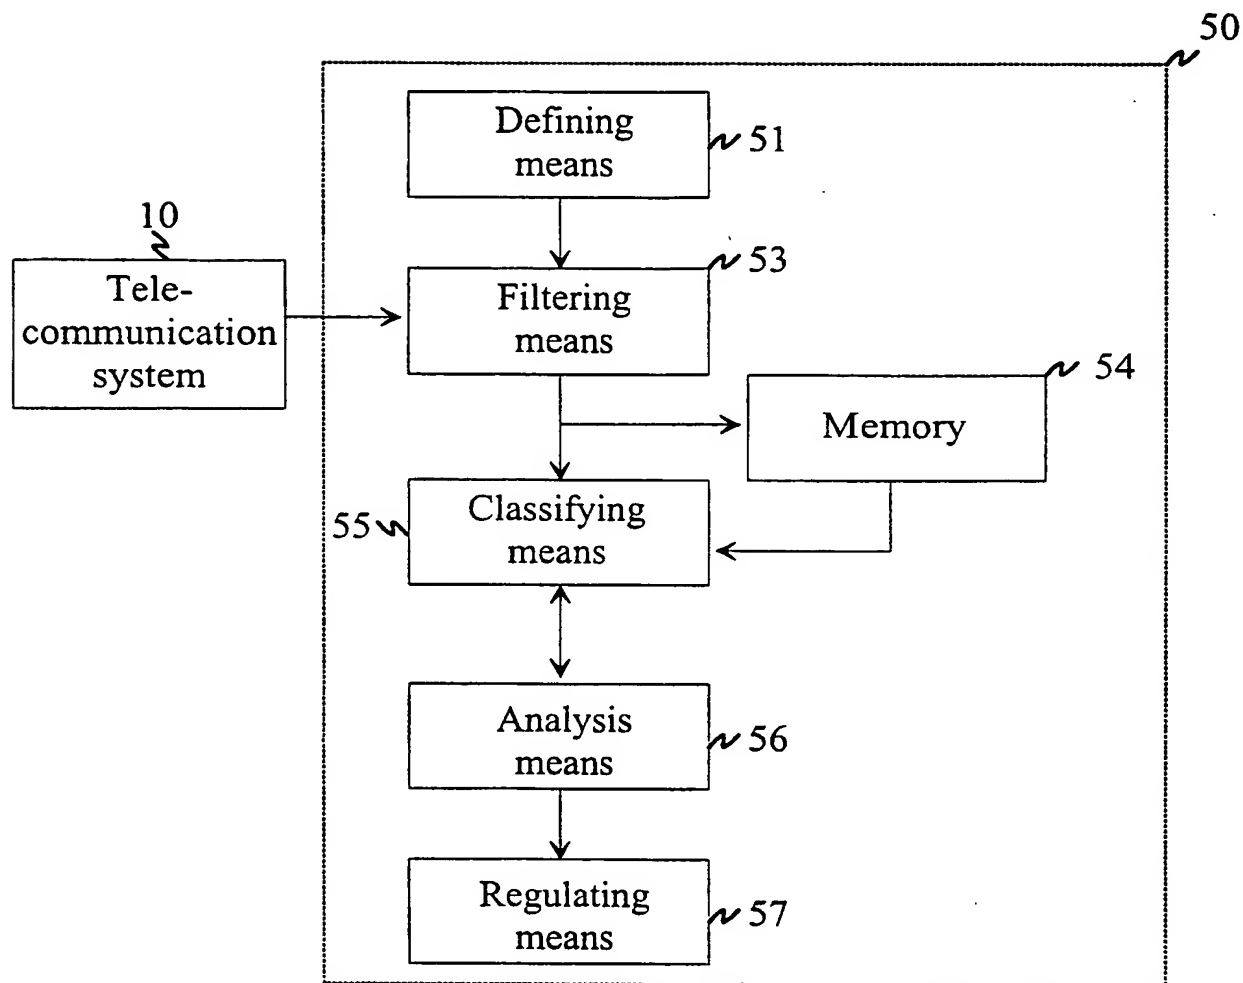 50
Defining
means
51
10
Tele-
communication
system
53
Filtering
means
54
Memory
55
Classifying
means
Analysis
means
56
Regulating
means
57